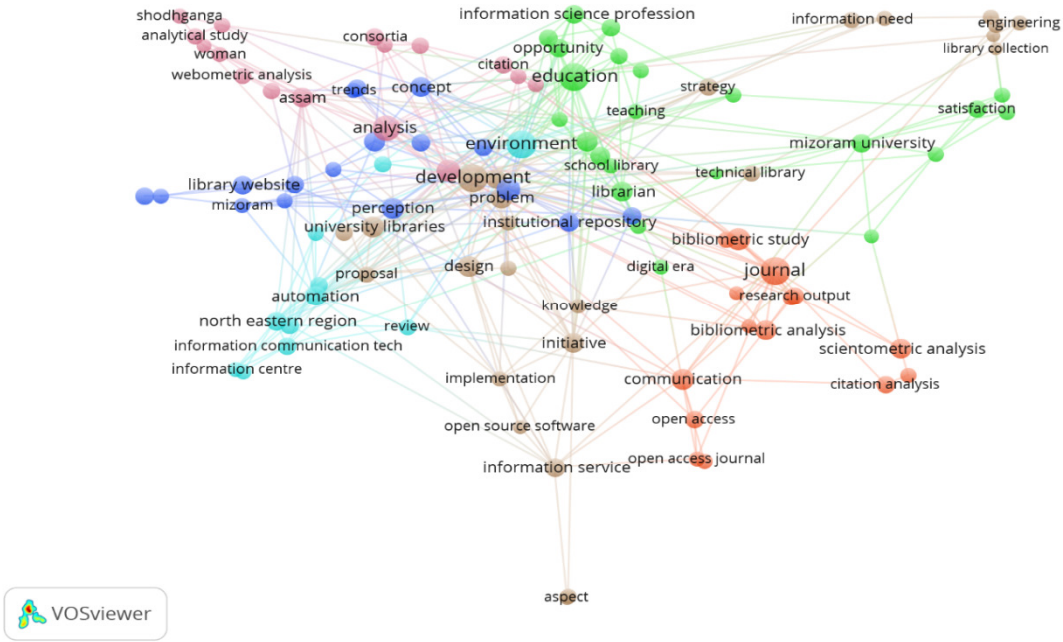 shodhganga
information science profession
information need
engineering
analytical study
consortia
opportunity
library collection
woman
citation
webometric analysis
education
trends
concept
strategy
assam
teaching
satisfaction
analysis
environment
mizoram university
school library
technical library
development
library website
librarian
problem
mizoram
perception
university libraries
institutional repository
bibliometric study
design
digital era
journal
proposal
automation
research output
knowledge
north eastern region
review
bibliometric analysis
initiative
information communication tech
scientometric analysis
information centre
implementation
communication
citation analysis
open access
open source software
open access journal
information service
aspect
VOSviewer